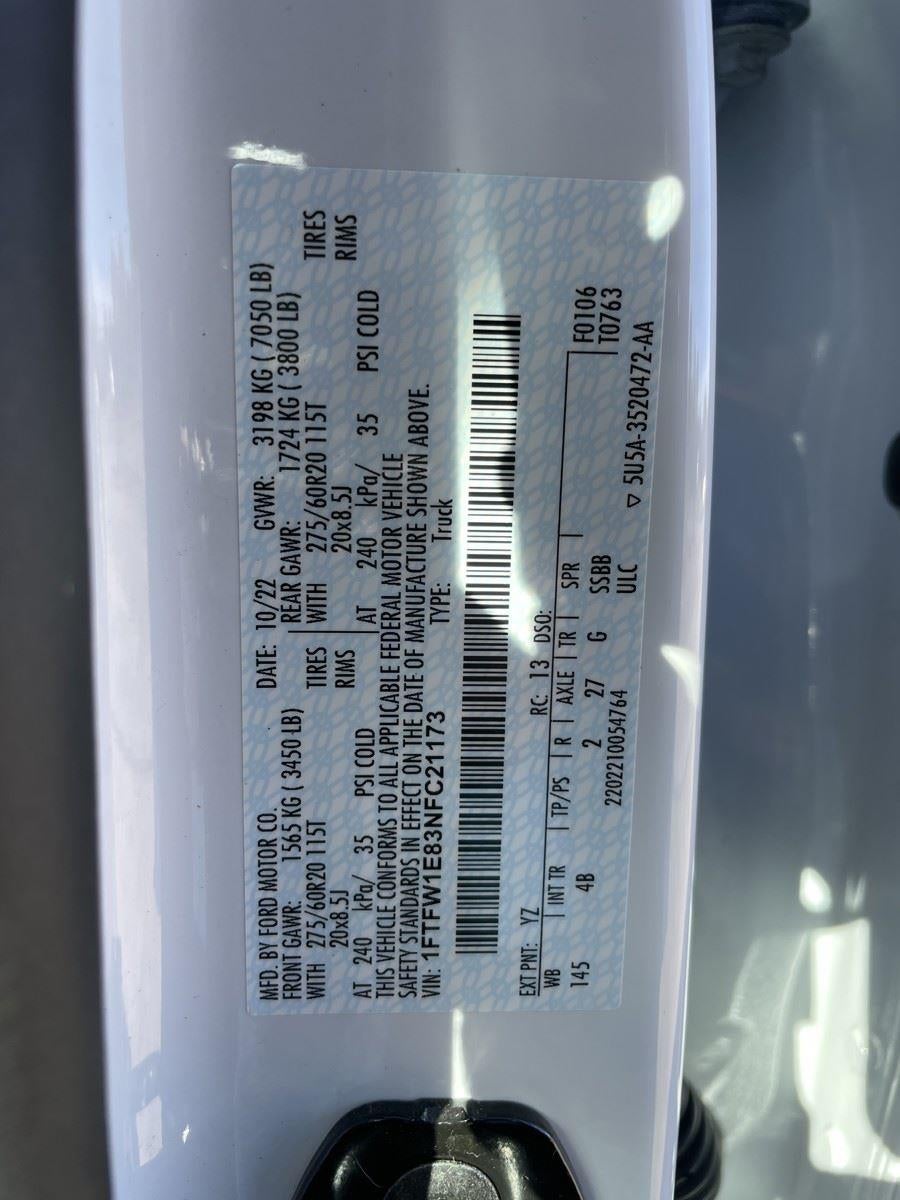 MFD. BY FORD MOTOR CO. DATE: 10/22 GVWR: 3198 KG ( 7050 LB)
FRONT GAWR: 1565 KG ( 3450 LB) REAR GAWR: 1724 KG ( 3800 LB)
WITH 275/60R20 115T TIRES WITH 275/60R20 115T TIRES
20x8.5J RIMS 20x8.5J RIMS
AT 240 kPa/ 35 PSI COLD AT 240 kPa/ 35 PSI COLD
THIS VEHICLE CONFORMS TO ALL APPLICABLE FEDERAL MOTOR VEHICLE
SAFETY STANDARDS IN EFFECT ON THE DATE OF MANUFACTURE SHOWN ABOVE.
VIN: 1FTFW1E83NFC21173 TYPE: Truck
EXT PNT: YZ RC: 13 DSO:
WB INT TR TP/PS R AXLE TR SPR F0106
145 4B 2 27 G SSBB T0763
2202210054764 ULC
▽ 5U5A-3520472-AA